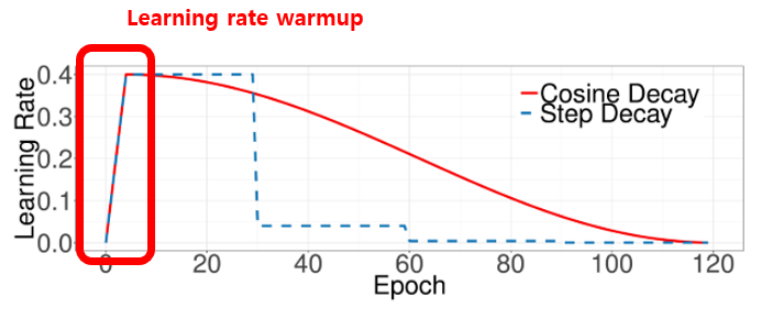 Learning rate warmup
Learning Rate
0.4
0.3
0.2
0.1
0.0
Cosine Decay
Step Decay
0
20
40
60
80
100
120
Epoch